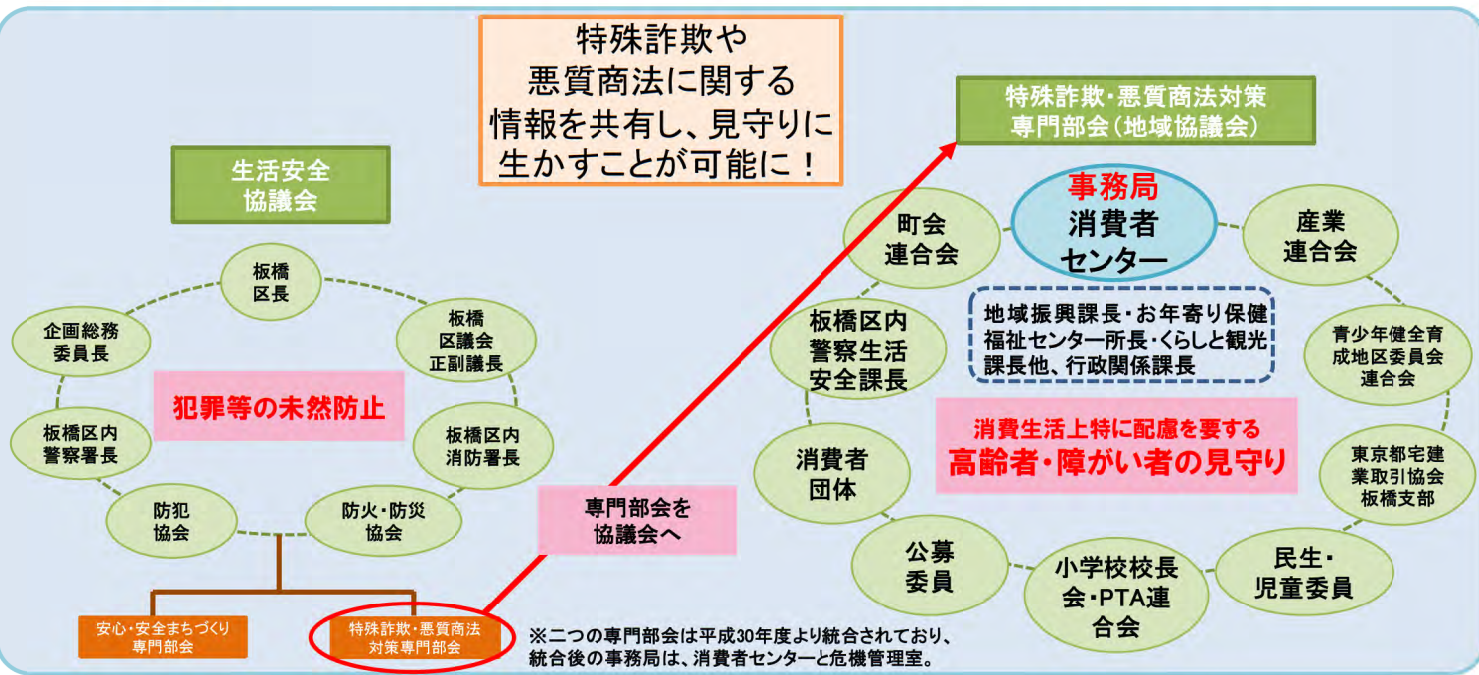 特殊詐欺や
悪質商法に関する
情報を共有し、見守りに
生かすことが可能に！
生活安全
協議会
板橋
区長
企画総務
委員長
板橋
区議会
正副議長
犯罪等の未然防止
板橋区内
警察署長
板橋区内
消防署長
防犯
協会
防火・防災
協会
安心・安全まちづくり
専門部会
特殊詐欺・悪質商法
対策専門部会
専門部会を
協議会へ
特殊詐欺・悪質商法対策
専門部会（地域協議会）
事務局
消費者
センター
町会
連合会
産業
連合会
板橋区内
警察生活
安全課長
地域振興課長・お年寄り保健
福祉センター所長・くらしと観光
課長他、行政関係課長
青少年健全育
成地区委員会
連合会
消費生活上特に配慮を要する
高齢者・障がい者の見守り
消費者
団体
東京都宅建
業取引協会
板橋支部
公募
委員
小学校校長
会・PTA連
合会
民生・
児童委員
※二つの専門部会は平成30年度より統合されており、
統合後の事務局は、消費者センターと危機管理室。